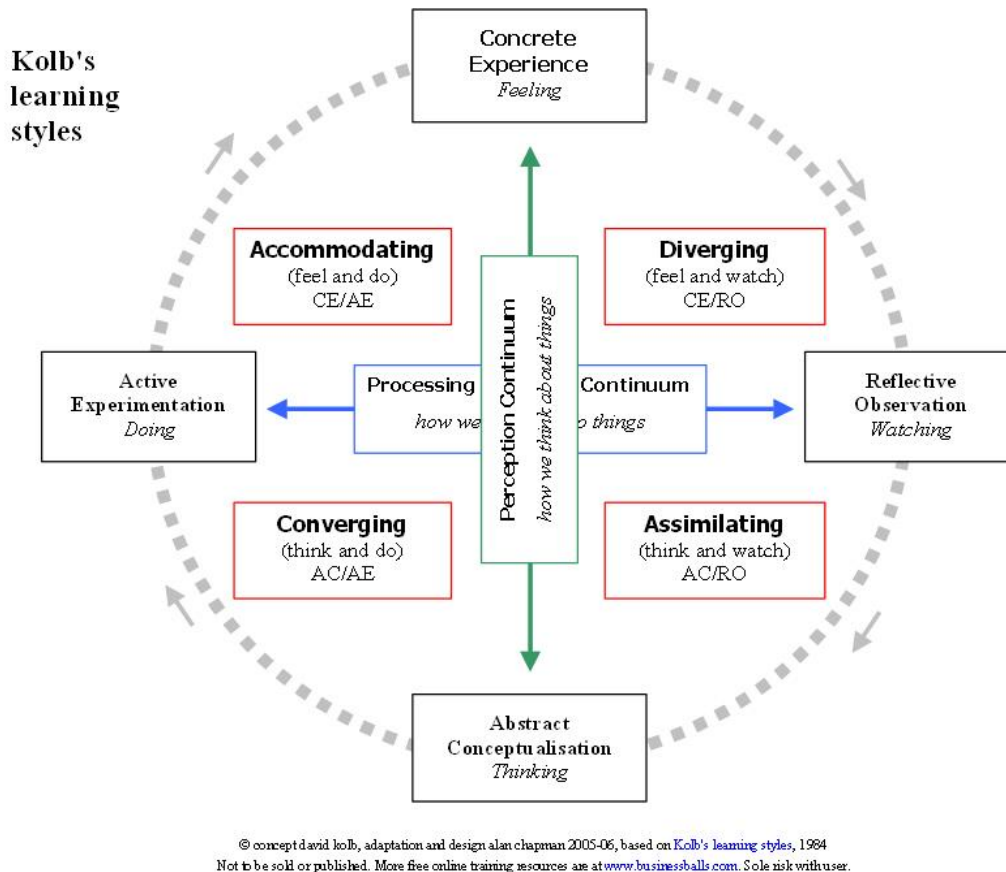 Kolb's
learning
styles
Concrete
Experience
Feeling
Accommodating
(feel and do)
CE/AE
Diverging
(feel and watch)
CE/RO
Active
Experimentation
Doing
Processing Continuum
how we o things
Perception Continuum
how we think about things
Reflective
Observation
Watching
Converging
(think and do)
AC/AE
Assimilating
(think and watch)
AC/RO
Abstract
Conceptualisation
Thinking
© concept david kolb, adaptation and design alan chapman 2005-06, based on Kolb's learning styles, 1984
Not to be sold or published. More free online training resources are at www.businessballs.com. Sole risk with user.